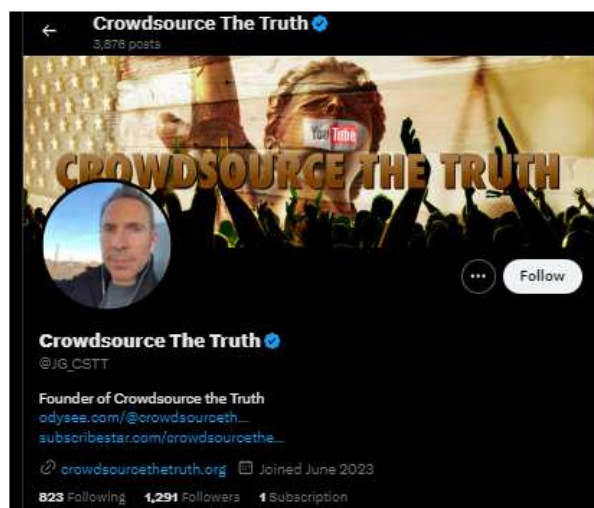 Crowdsource The Truth
3,876 posts
You Tube
CROWDSOURCE THE TRUTH
Follow
Crowdsource The Truth
@JG_CSTT
Founder of Crowdsource the Truth
odysee.com/@crowdsourceth...
subscribestar.com/crowdsourcethe...
crowdsourcethetruth.org Joined June 2023
823 Following 1,291 Followers 1 Subscription